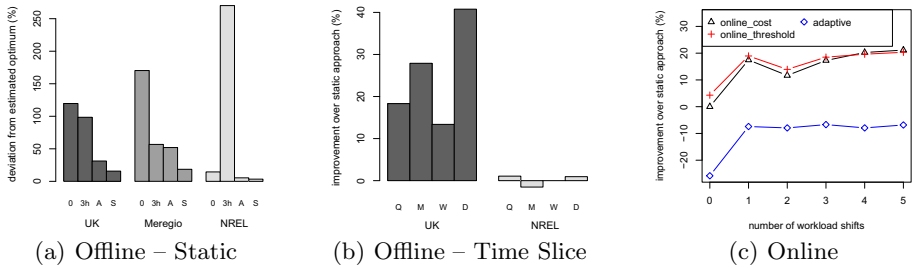 deviation from estimated optimum (%)
250
200
150
100
50
0
0 3h A S
0 3h A S
0 3h A S
UK
Meregio
NREL
(a) Offline – Static
improvement over static approach (%)
40
30
20
10
0
Q M W D
Q M W D
UK
NREL
(b) Offline – Time Slice
improvement over static approach (%)
online_cost
online_threshold
adaptive
30
20
10
0
−10
−20
0 1 2 3 4 5
number of workload shifts
(c) Online